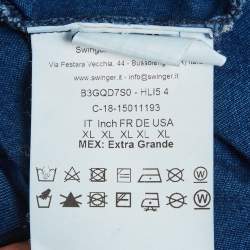 Swinger
Via Festara Vecchia, 44 -
info@swinger.it
www.swinger.it
B3GQD7S0 - HLI5 4
C-18-15011193
IT Inch FR DE USA
XL XL XL XL XL
MEX: Extra Grande